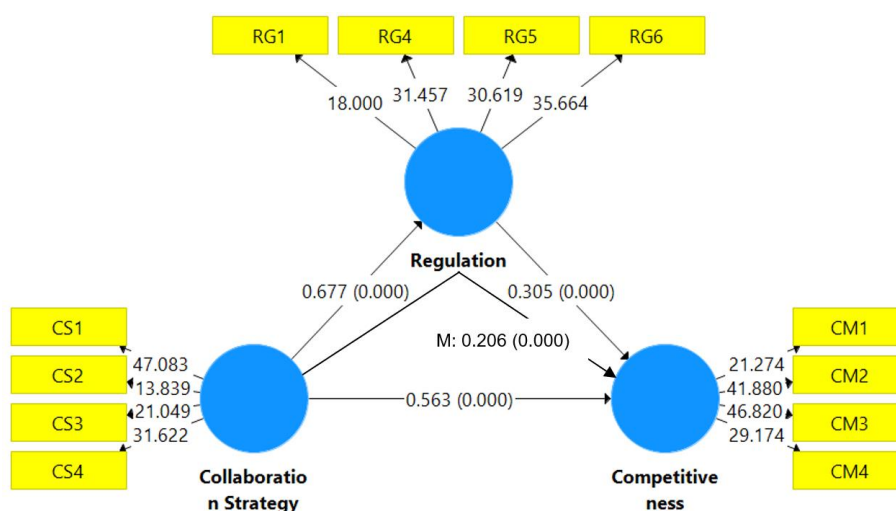 RG1 RG4 RG5 RG6
18.000 31.457 30.619 35.664
Regulation
0.677 (0.000) 0.305 (0.000)
M: 0.206 (0.000)
0.563 (0.000)
CS1
CS2
CS3
CS4
47.083
13.839
21.049
31.622
Collaboratio
n Strategy
CM1
CM2
CM3
CM4
21.274
41.880
46.820
29.174
Competitive
ness